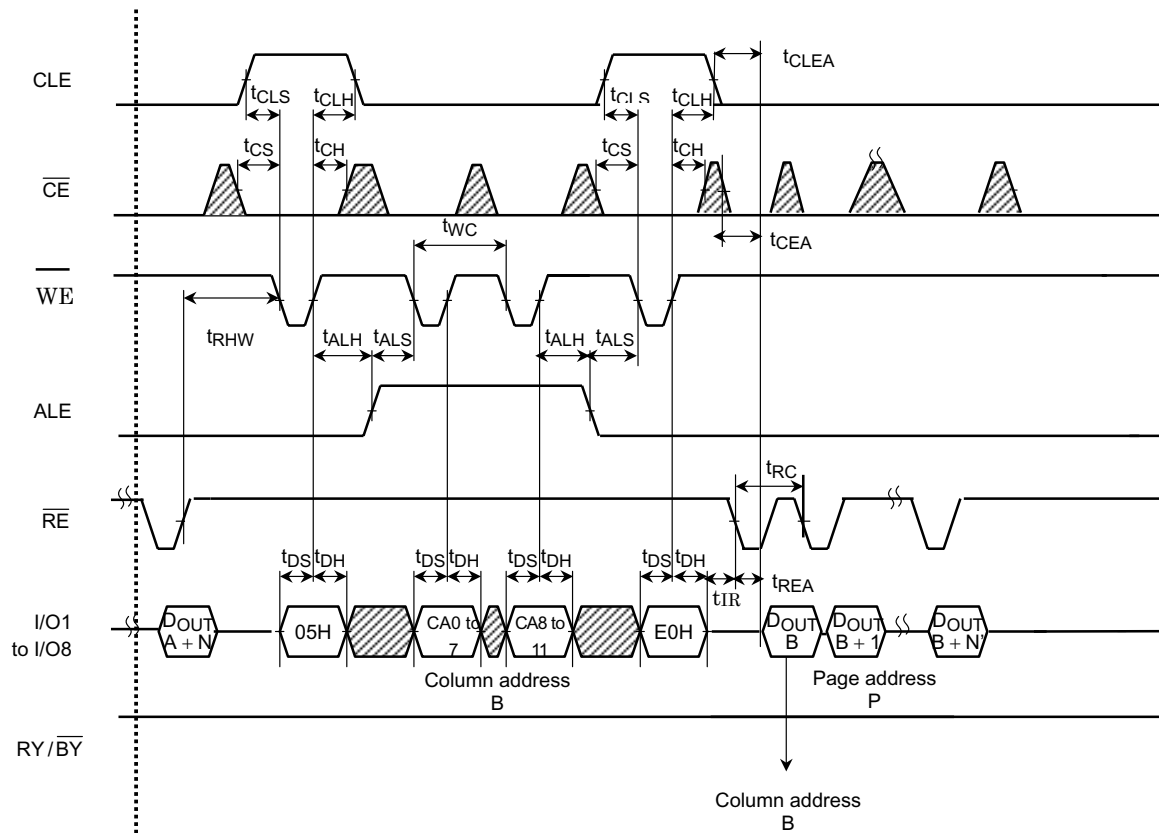 CLE
tCLS
tCLH
tCLS
tCLH
tCLEA
CE
tCS
tCH
tCS
tCH
tCEA
WE
tWC
tRHW
tALH
tALS
tALH
tALS
ALE
RE
tRC
tDS
tDH
tDS
tDH
tDS
tDH
tDS
tDH
tIR
tREA
I/O1
to I/O8
DOUT
A + N
05H
CA0 to
7
CA8 to
11
E0H
DOUT
B
DOUT
B + 1
DOUT
B + N'
Column address
B
Page address
P
RY / BY
Column address
B